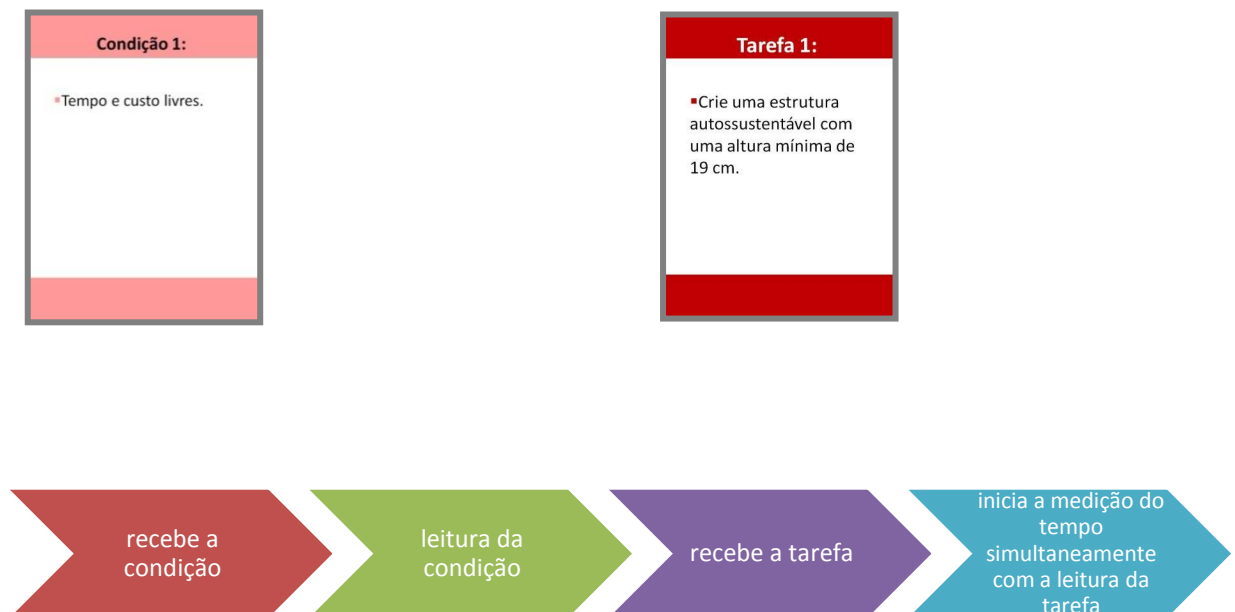 Condição 1:
▪Tempo e custo livres.
Tarefa 1:
▪Crie uma estrutura
autossustentável com
uma altura mínima de
19 cm.
recebe a
condição
leitura da
condição
recebe a tarefa
inicia a medição do
tempo
simultaneamente
com a leitura da
tarefa